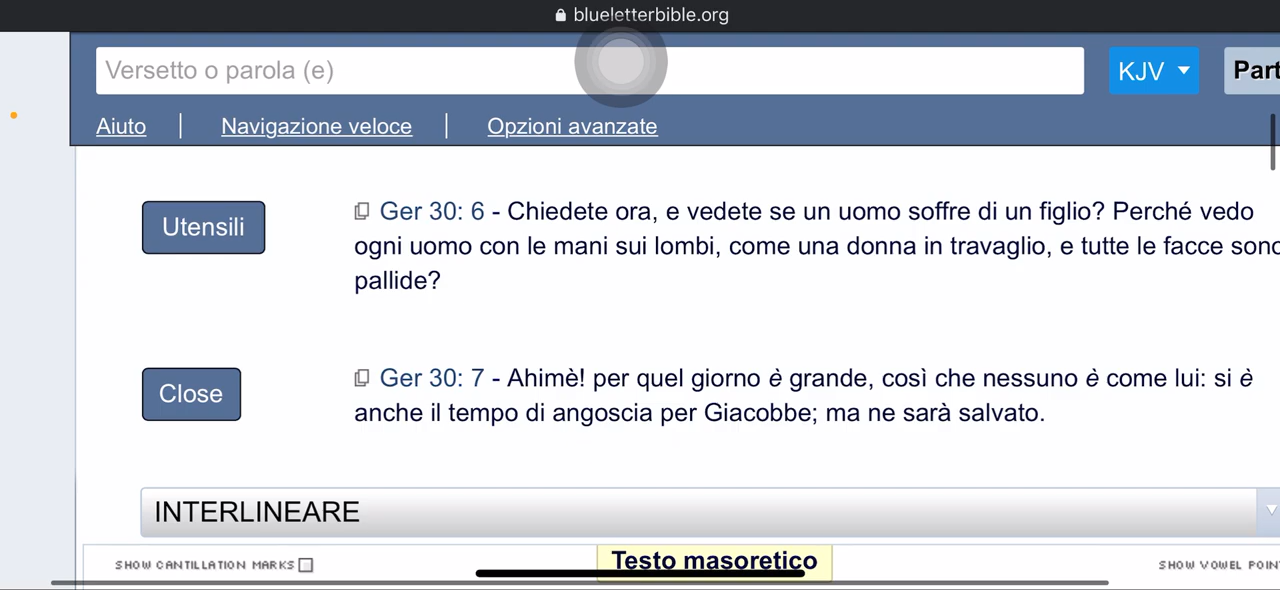 blueletterbible.org
Versetto o parola (e)
KJV
Part
Aiuto | Navigazione veloce | Opzioni avanzate
Utensili
Ger 30: 6 - Chiedete ora, e vedete se un uomo soffre di un figlio? Perché vedo
ogni uomo con le mani sui lombi, come una donna in travaglio, e tutte le facce sono
pallide?
Close
Ger 30: 7 - Ahimè! per quel giorno è grande, così che nessuno è come lui: si è
anche il tempo di angoscia per Giacobbe; ma ne sarà salvato.
INTERLINEARE
SHOW CANTILLATION MARKS
Testo masoretico
SHOW VOWEL POIN